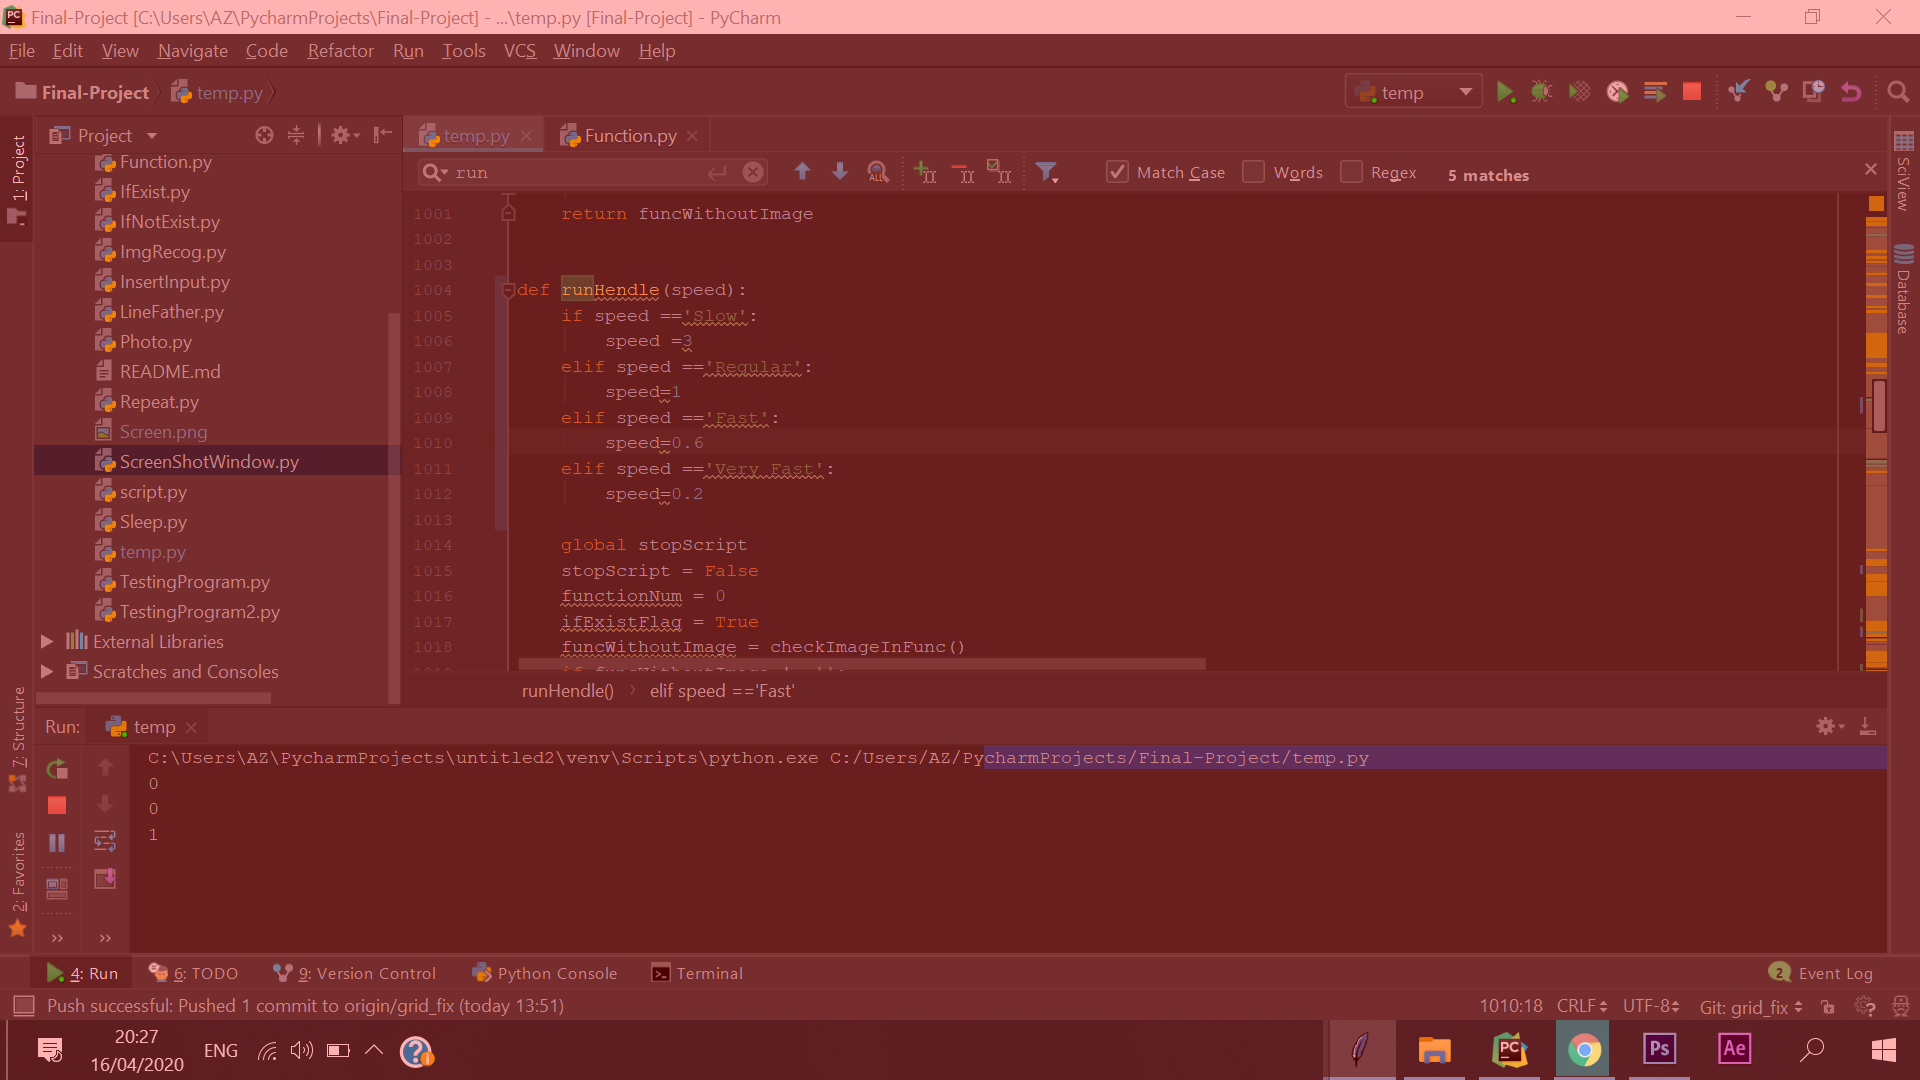 Final-Project [C:\Users\AZ\PycharmProjects\Final-Project] - ...\temp.py [Final-Project] - PyCharm
File Edit View Navigate Code Refactor Run Tools VCS Window Help
Final-Project temp.py temp
Project temp.py Function.py
1: Project
7: Structure
2: Favorites
SciView
Database
Function.py
IfExist.py
IfNotExist.py
ImgRecog.py
InsertInput.py
LineFather.py
Photo.py
README.md
Repeat.py
Screen.png
ScreenShotWindow.py
script.py
Sleep.py
temp.py
TestingProgram.py
TestingProgram2.py
External Libraries
Scratches and Consoles
run ALL Match Case Words Regex 5 matches
1001 return funcWithoutImage
1002
1003
1004 def runHendle(speed):
1005 if speed =='Slow':
1006 speed =3
1007 elif speed =='Regular':
1008 speed=1
1009 elif speed =='Fast':
1010 speed=0.6
1011 elif speed =='Very Fast':
1012 speed=0.2
1013
1014 global stopScript
1015 stopScript = False
1016 functionNum = 0
1017 ifExistFlag = True
1018 funcWithoutImage = checkImageInFunc()
runHendle() elif speed =='Fast'
Run: temp
C:\Users\AZ\PycharmProjects\untitled2\venv\Scripts\python.exe C:/Users/AZ/PycharmProjects/Final-Project/temp.py
0
0
1
4: Run 6: TODO 9: Version Control Python Console Terminal 2 Event Log
Push successful: Pushed 1 commit to origin/grid_fix (today 13:51) 1010:18 CRLF UTF-8 Git: grid_fix
20:27
16/04/2020
ENG
PC Ps Ae